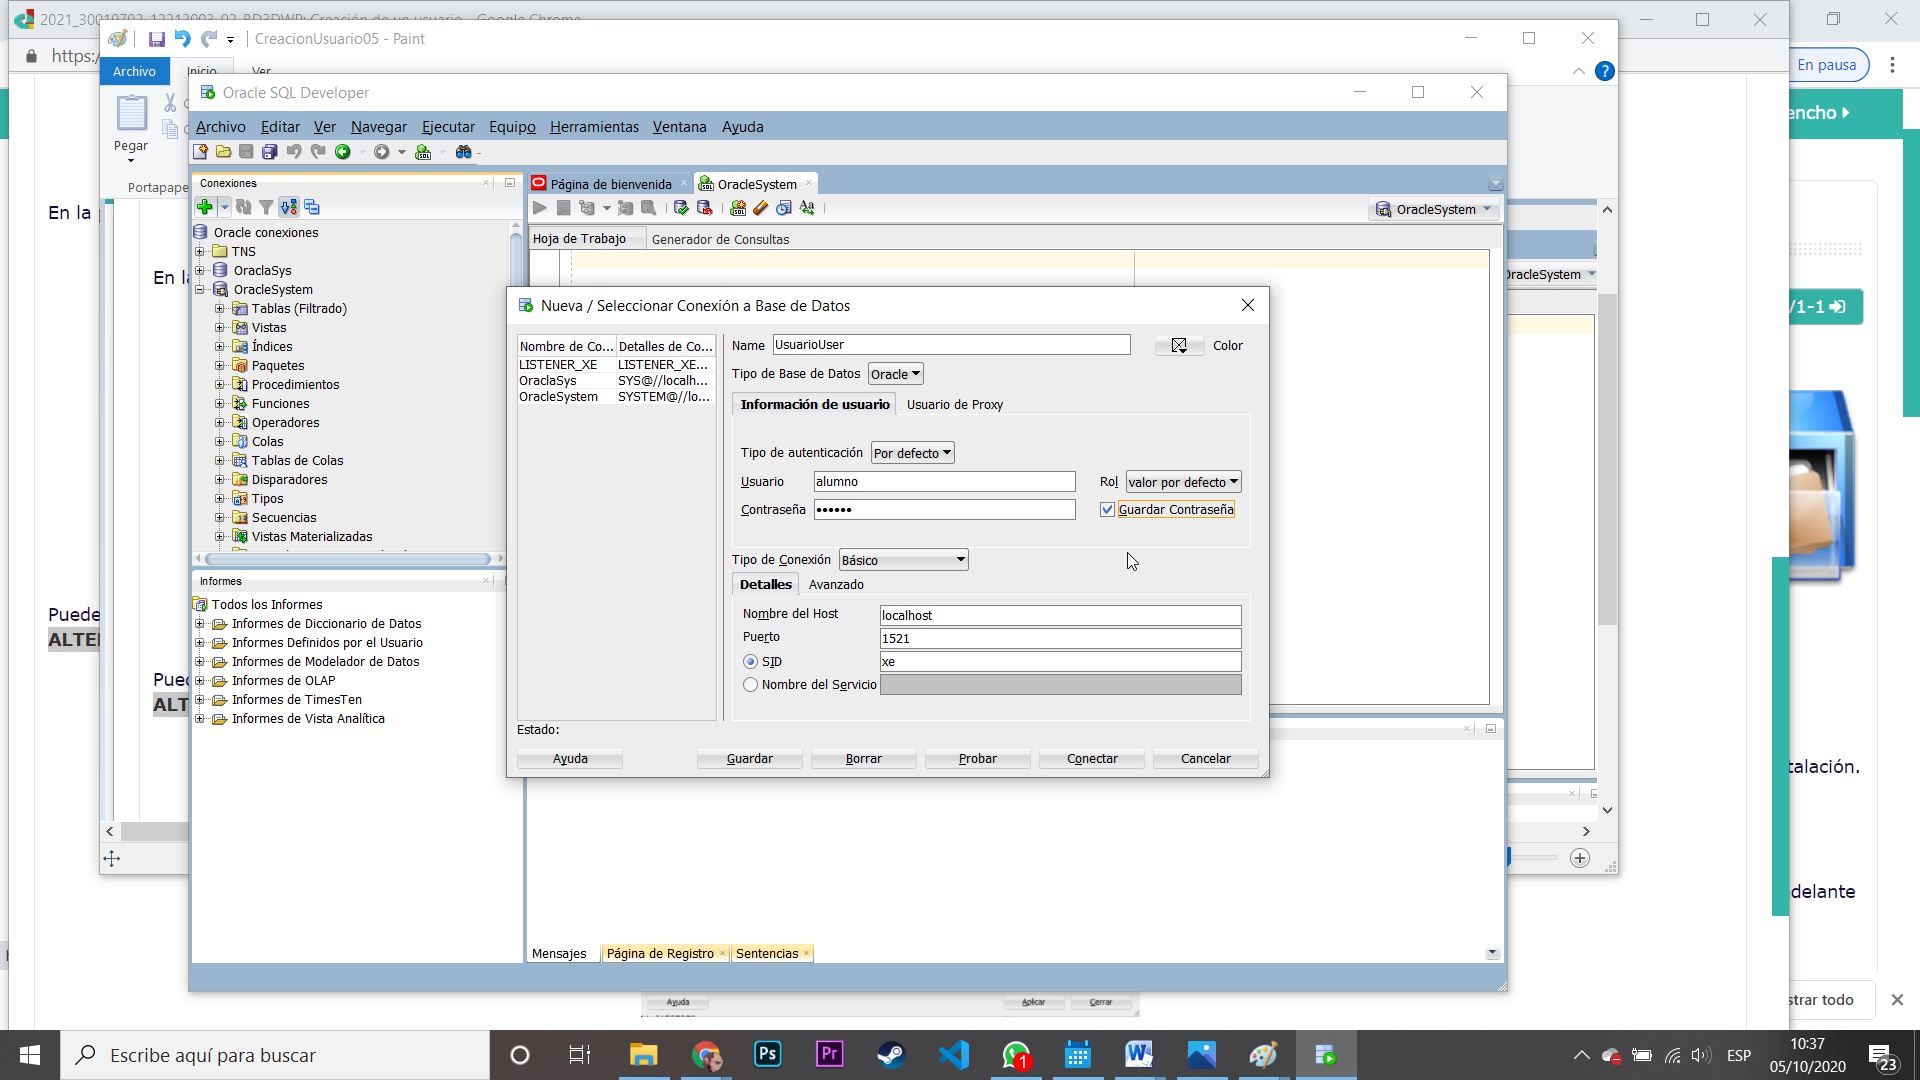 2021_30019702_12212003_02_BD3DWP: Creación de un usuario - Google Chrome
https:/
En pausa
CreacionUsuario05 - Paint
Archivo
Inicio
Ver
Pegar
Portapape
Oracle SQL Developer
Archivo Editar Ver Navegar Ejecutar Equipo Herramientas Ventana Ayuda
Conexiones
Oracle conexiones
TNS
OraclaSys
OracleSystem
Tablas (Filtrado)
Vistas
Índices
Paquetes
Procedimientos
Funciones
Operadores
Colas
Tablas de Colas
Disparadores
Tipos
Secuencias
Vistas Materializadas
Informes
Todos los Informes
Informes de Diccionario de Datos
Informes Definidos por el Usuario
Informes de Modelador de Datos
Informes de OLAP
Informes de TimesTen
Informes de Vista Analítica
Página de bienvenida
OracleSystem
OracleSystem
Hoja de Trabajo
Generador de Consultas
Nueva / Seleccionar Conexión a Base de Datos
Nombre de Co... Detalles de Co...
LISTENER_XE LISTENER_XE...
OraclaSys SYS@//localh...
OracleSystem SYSTEM@//lo...
Name UsuarioUser
Color
Tipo de Base de Datos Oracle
Información de usuario
Usuario de Proxy
Tipo de autenticación Por defecto
Usuario alumno
Rol valor por defecto
Contraseña ••••••
Guardar Contraseña
Tipo de Conexión Básico
Detalles
Avanzado
Nombre del Host localhost
Puerto 1521
SID xe
Nombre del Servicio
Estado:
Ayuda Guardar Borrar Probar Conectar Cancelar
Mensajes
Página de Registro
Sentencias
Ayuda Aplicar Cerrar
En la
En la
Puede
ALTE
Pued
ALT
encho
/1-1
OracleSystem
talación.
delante
strar todo
Escribe aquí para buscar
Ps
Pr
1
ESP
10:37
05/10/2020
23